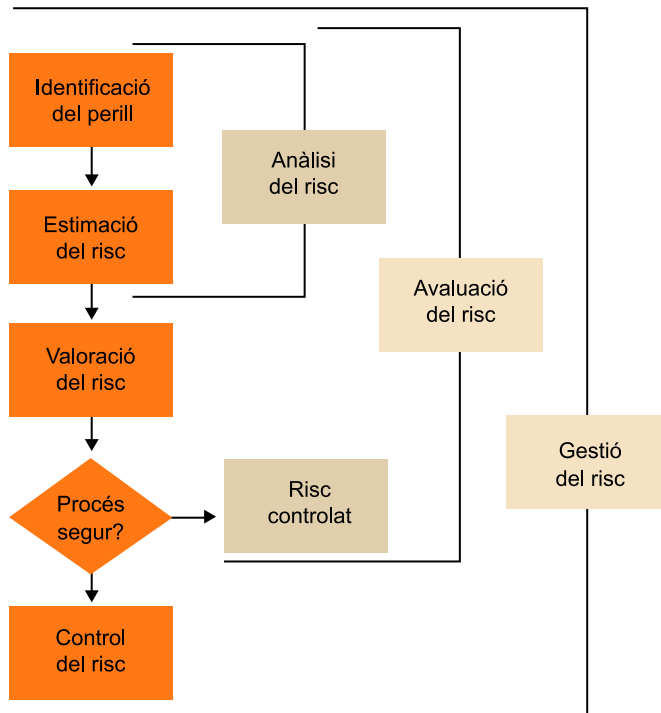 Identificació
del perill
Anàlisi
del risc
Estimació
del risc
Avaluació
del risc
Valoració
del risc
Gestió
del risc
Procés
segur?
Risc
controlat
Control
del risc